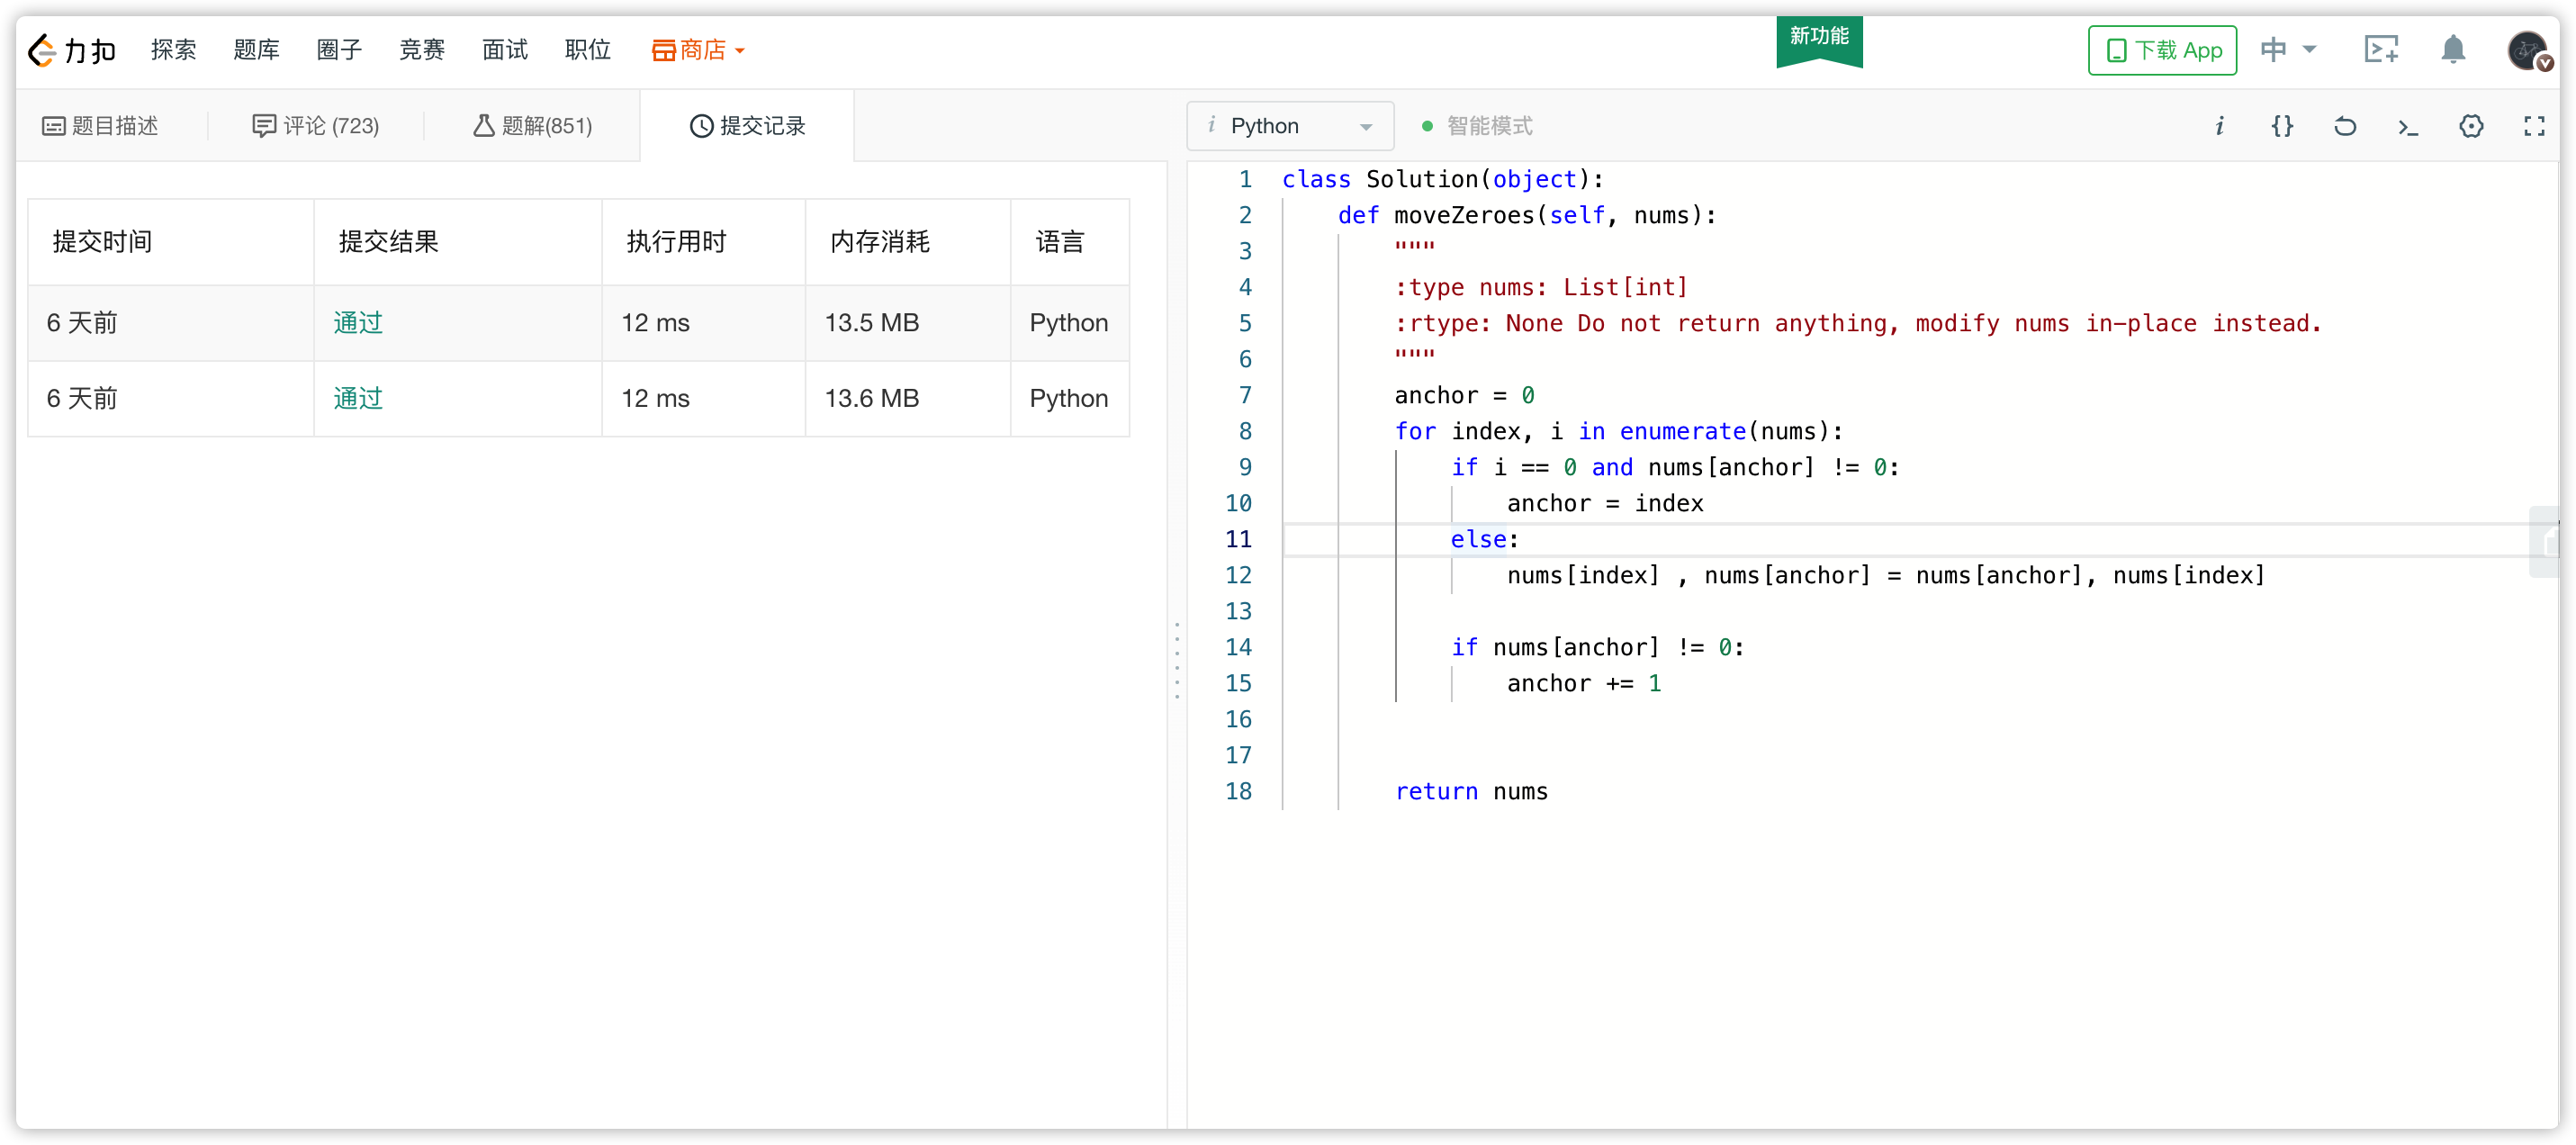 力扣 探索 题库 圈子 竞赛 面试 职位 商店 新功能 下载 App 中
题目描述 评论 (723) 题解(851) 提交记录
提交时间 提交结果 执行用时 内存消耗 语言
6 天前 通过 12 ms 13.5 MB Python
6 天前 通过 12 ms 13.6 MB Python
i Python 智能模式 i {} >_
1 class Solution(object):
2 def moveZeroes(self, nums):
3 """
4 :type nums: List[int]
5 :rtype: None Do not return anything, modify nums in-place instead.
6 """
7 anchor = 0
8 for index, i in enumerate(nums):
9 if i == 0 and nums[anchor] != 0:
10 anchor = index
11 else:
12 nums[index] , nums[anchor] = nums[anchor], nums[index]
13
14 if nums[anchor] != 0:
15 anchor += 1
16
17
18 return nums